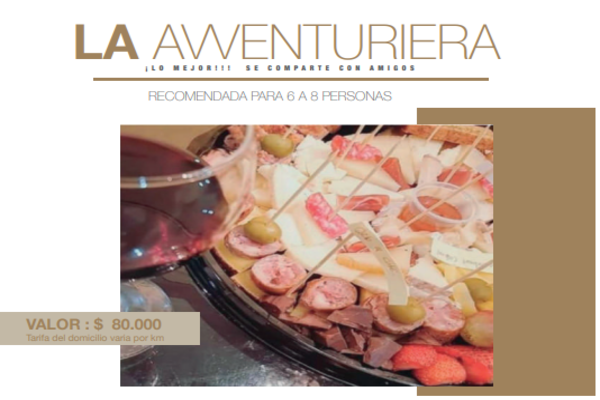 LA AVVENTURIERA
¡LO MEJOR!!! SE COMPARTE CON AMIGOS
RECOMENDADA PARA 6 A 8 PERSONAS
VALOR : $ 80.000
Tarifa del domicilio varia por km